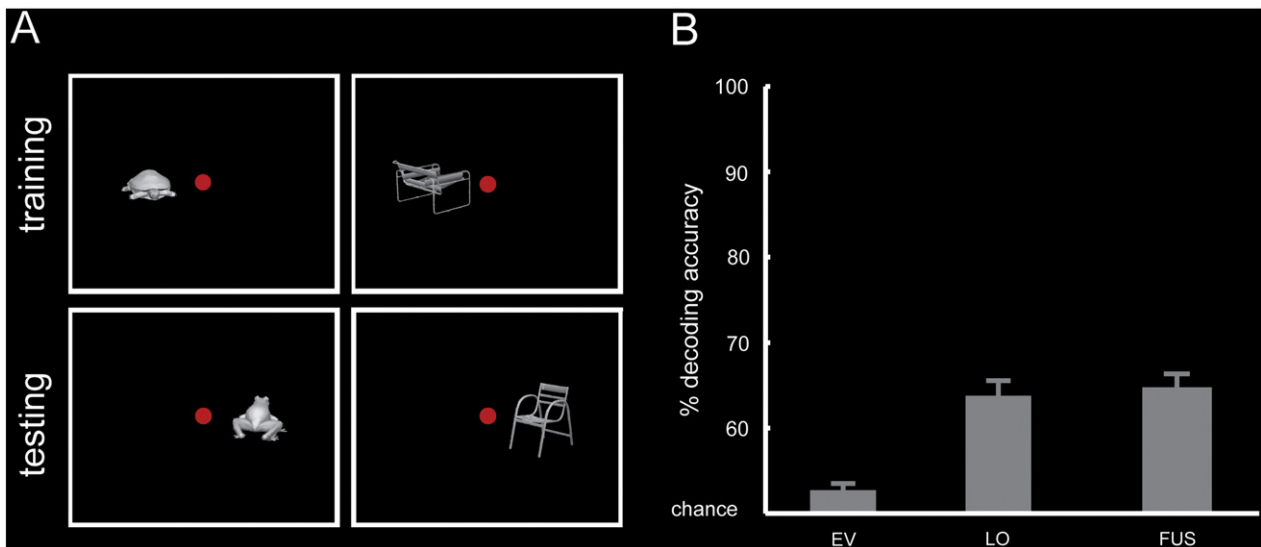 A
training
testing
B
% decoding accuracy
100
90
80
70
60
chance
EV LO FUS